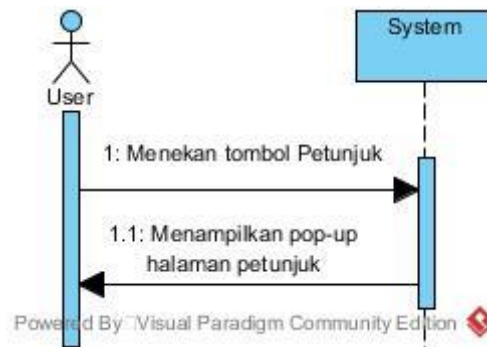 System
User
1: Menekan tombol Petunjuk
1.1: Menampilkan pop-up
halaman petunjuk
Powered By Visual Paradigm Community Edition